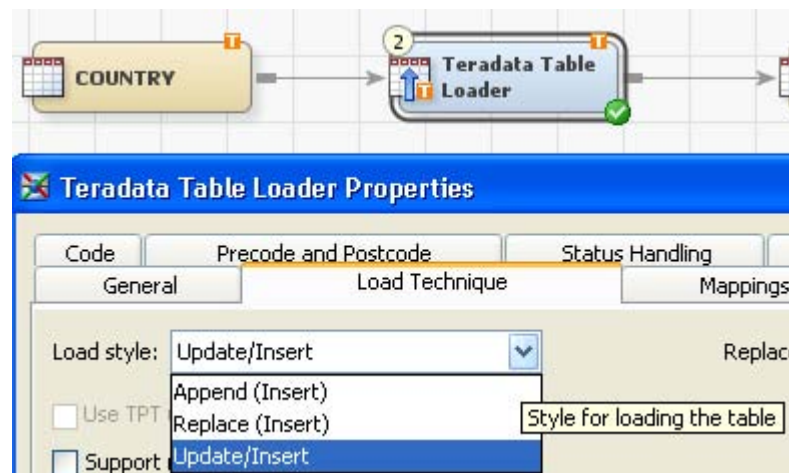 T
2
T
COUNTRY
Teradata Table
Loader
T
Teradata Table Loader Properties
Code
Precode and Postcode
Status Handling
General
Load Technique
Mappings
Load style:
Update/Insert
Append (Insert)
Use TPT
Replace (Insert)
Style for loading the table
Support
Update/Insert